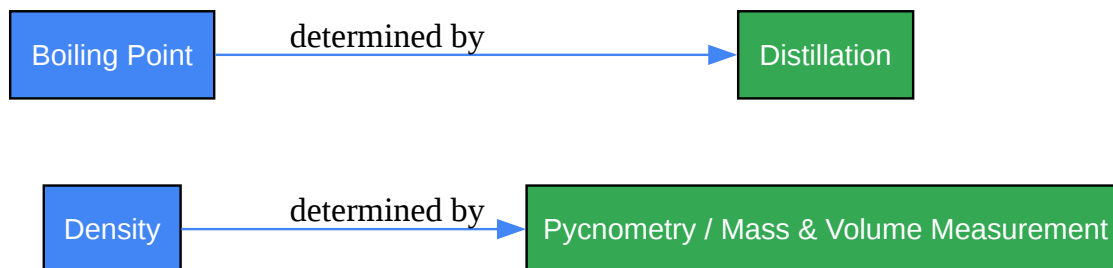 Boiling Point
determined by
Distillation
Density
determined by
Pycnometry / Mass & Volume Measurement